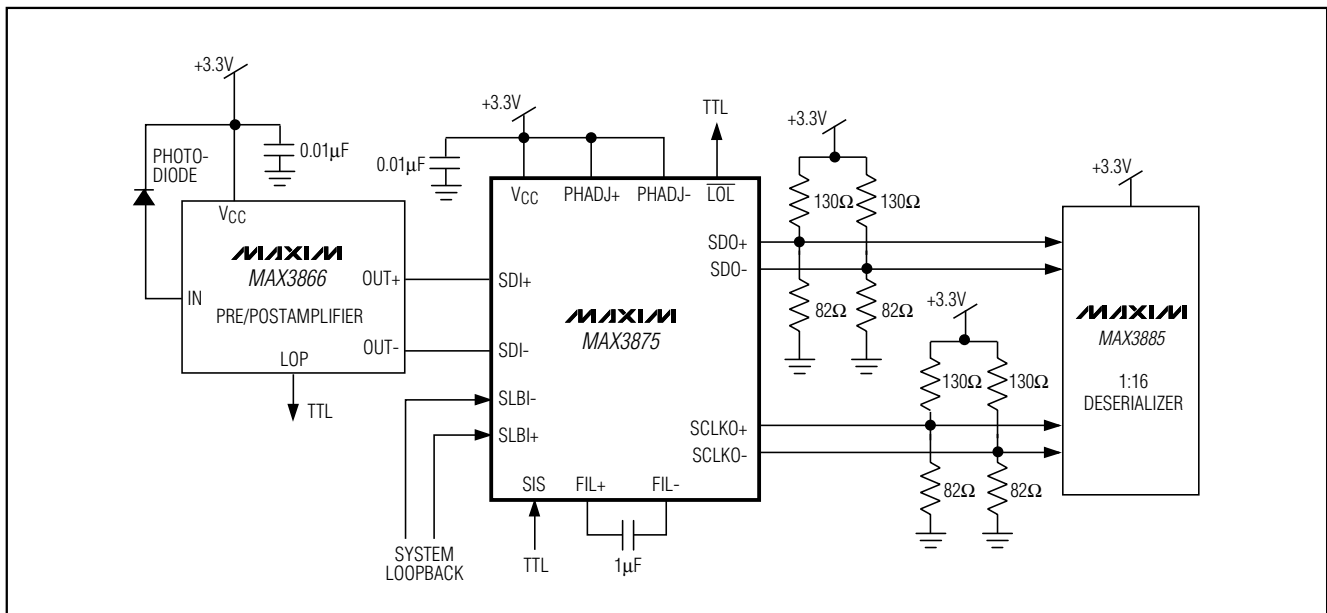 +3.3V
PHOTO-
DIODE
0.01μF
VCC
MAXIM
MAX3866
PRE/POSTAMPLIFIER
IN
OUT+
OUT-
LOP
TTL
+3.3V
0.01μF
TTL
VCC
PHADJ+
PHADJ-
LOL
SDI+
SDI-
SLBI-
SLBI+
MAXIM
MAX3875
SDO+
SDO-
SCLKO+
SCLKO-
SIS
FIL+
FIL-
SYSTEM
LOOPBACK
TTL
1μF
+3.3V
130Ω
130Ω
82Ω
82Ω
+3.3V
130Ω
130Ω
82Ω
82Ω
+3.3V
MAXIM
MAX3885
1:16
DESERIALIZER